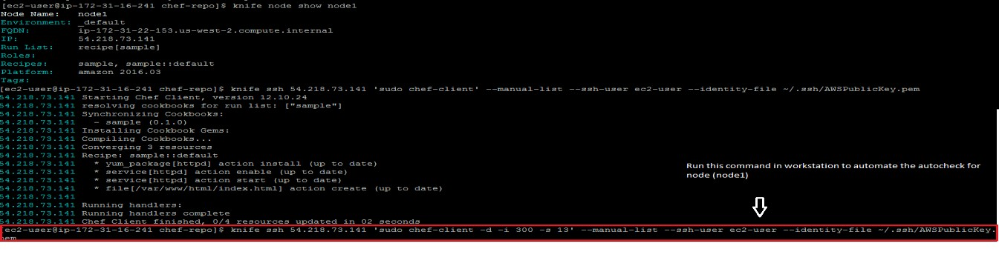 [ec2-user@ip-172-31-16-241 chef-repo]$ knife node show node1
Node Name:   node1
Environment: _default
FQDN:        ip-172-31-22-153.us-west-2.compute.internal
IP:          54.218.73.141
Run List:    recipe[sample]
Roles:
Recipes:     sample, sample::default
Platform:    amazon 2016.03
Tags:
[ec2-user@ip-172-31-16-241 chef-repo]$ knife ssh 54.218.73.141 'sudo chef-client' --manual-list --ssh-user ec2-user --identity-file ~/.ssh/AWSPublicKey.pem
54.218.73.141 Starting Chef Client, version 12.10.24
54.218.73.141 resolving cookbooks for run list: ["sample"]
54.218.73.141 Synchronizing Cookbooks:
54.218.73.141   - sample (0.1.0)
54.218.73.141 Installing Cookbook Gems:
54.218.73.141 Compiling Cookbooks...
54.218.73.141 Converging 3 resources
54.218.73.141 Recipe: sample::default
54.218.73.141   * yum_package[httpd] action install (up to date)
54.218.73.141   * service[httpd] action enable (up to date)
54.218.73.141   * service[httpd] action start (up to date)
54.218.73.141   * file[/var/www/html/index.html] action create (up to date)
54.218.73.141
54.218.73.141 Running handlers:
54.218.73.141 Running handlers complete
54.218.73.141 Chef Client finished, 0/4 resources updated in 02 seconds
Run this command in workstation to automate the autocheck for
node (node1)
[ec2-user@ip-172-31-16-241 chef-repo]$ knife ssh 54.218.73.141 'sudo chef-client -d -i 300 -s 13' --manual-list --ssh-user ec2-user --identity-file ~/.ssh/AWSPublicKey.
pem